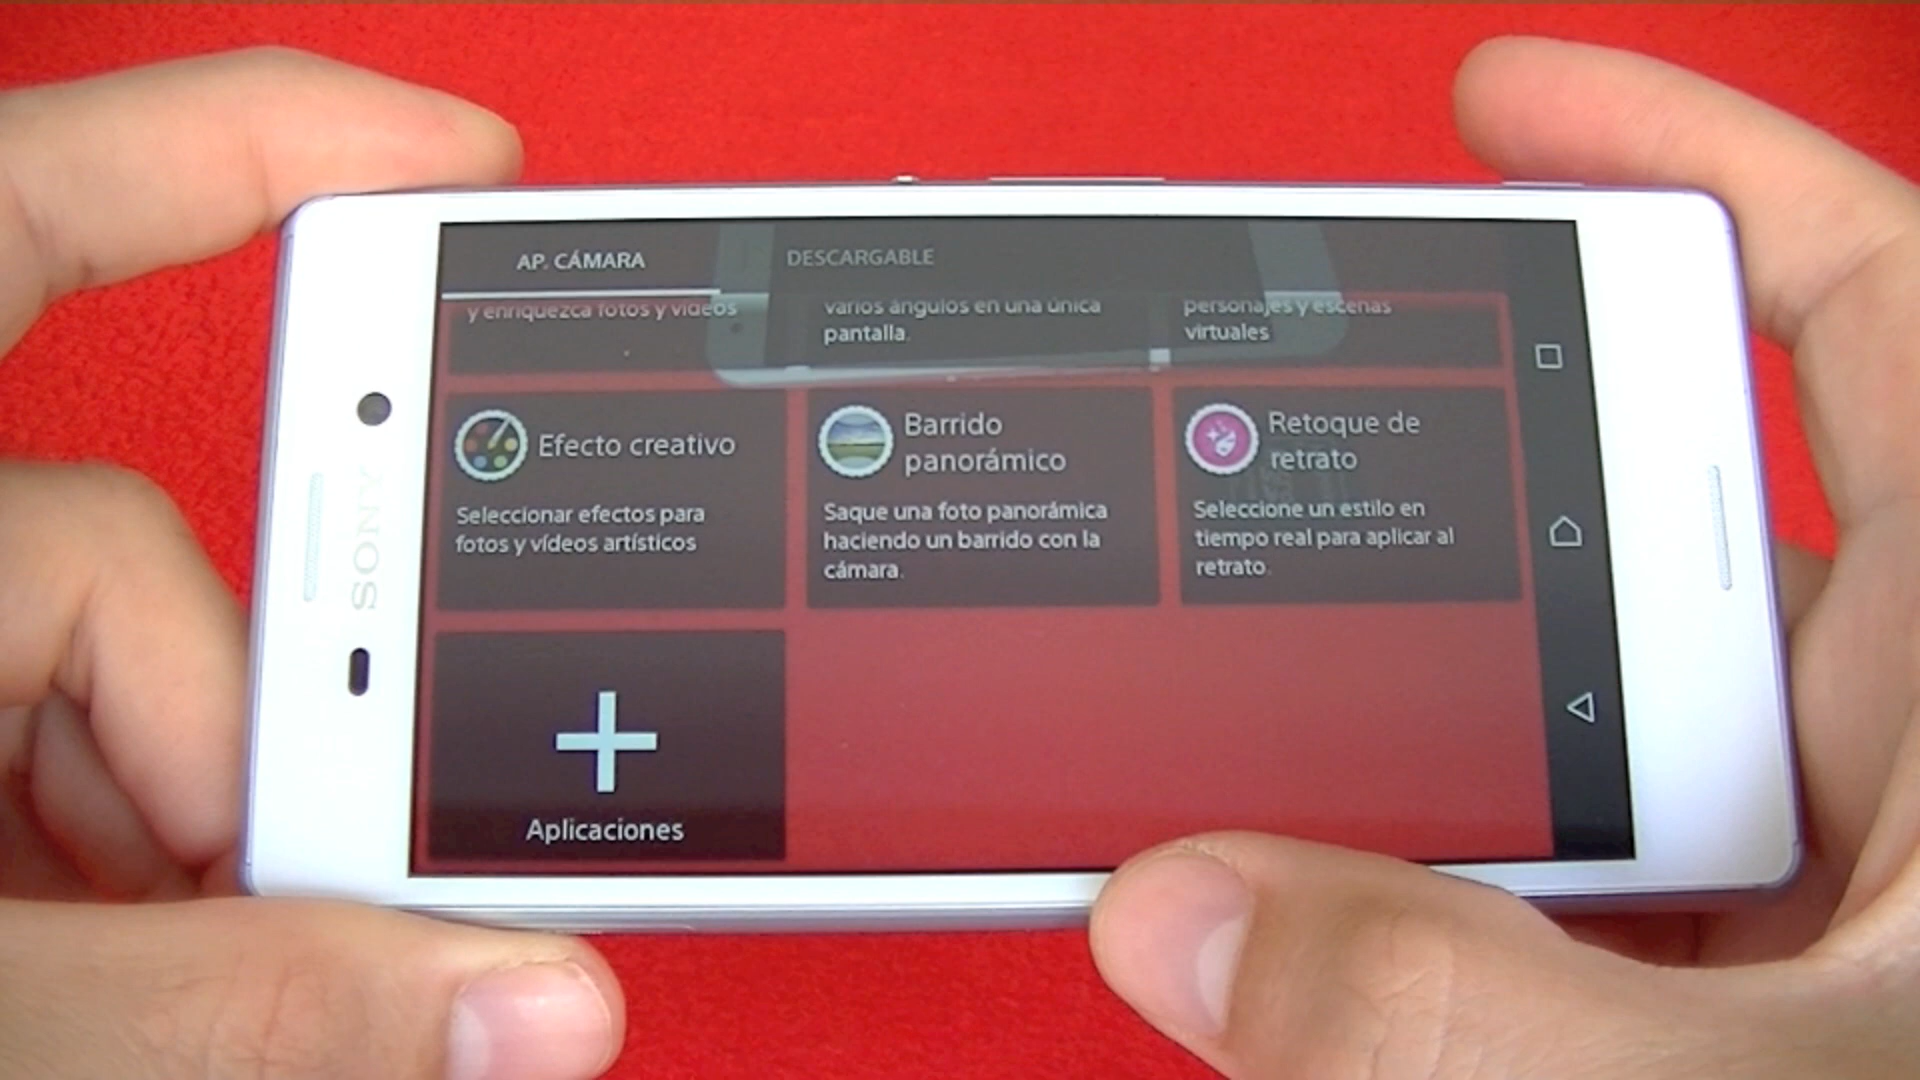 AP. CÁMARA
DESCARGABLE
y enriquezca fotos y vídeos
varios ángulos en una única
pantalla.
personajes y escenas
virtuales
Efecto creativo
Seleccionar efectos para
fotos y vídeos artísticos
Barrido
panorámico
Saque una foto panorámica
haciendo un barrido con la
cámara.
Retoque de
retrato
Seleccione un estilo en
tiempo real para aplicar al
retrato.
Aplicaciones
SONY